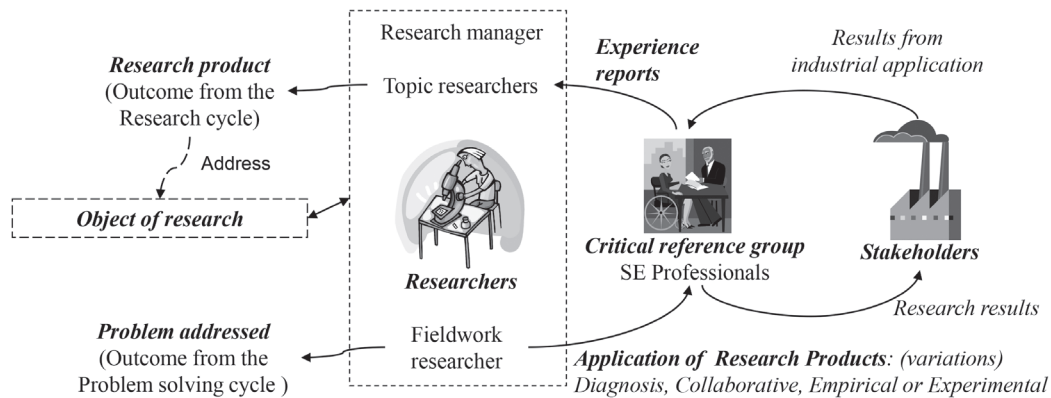 Research manager
Topic researchers
Researchers
Fieldwork
researcher
Research product
(Outcome from the
Research cycle)
Address
Object of research
Problem addressed
(Outcome from the
Problem solving cycle )
Experience
reports
Results from
industrial application
Critical reference group
SE Professionals
Stakeholders
Research results
Application of Research Products: (variations)
Diagnosis, Collaborative, Empirical or Experimental